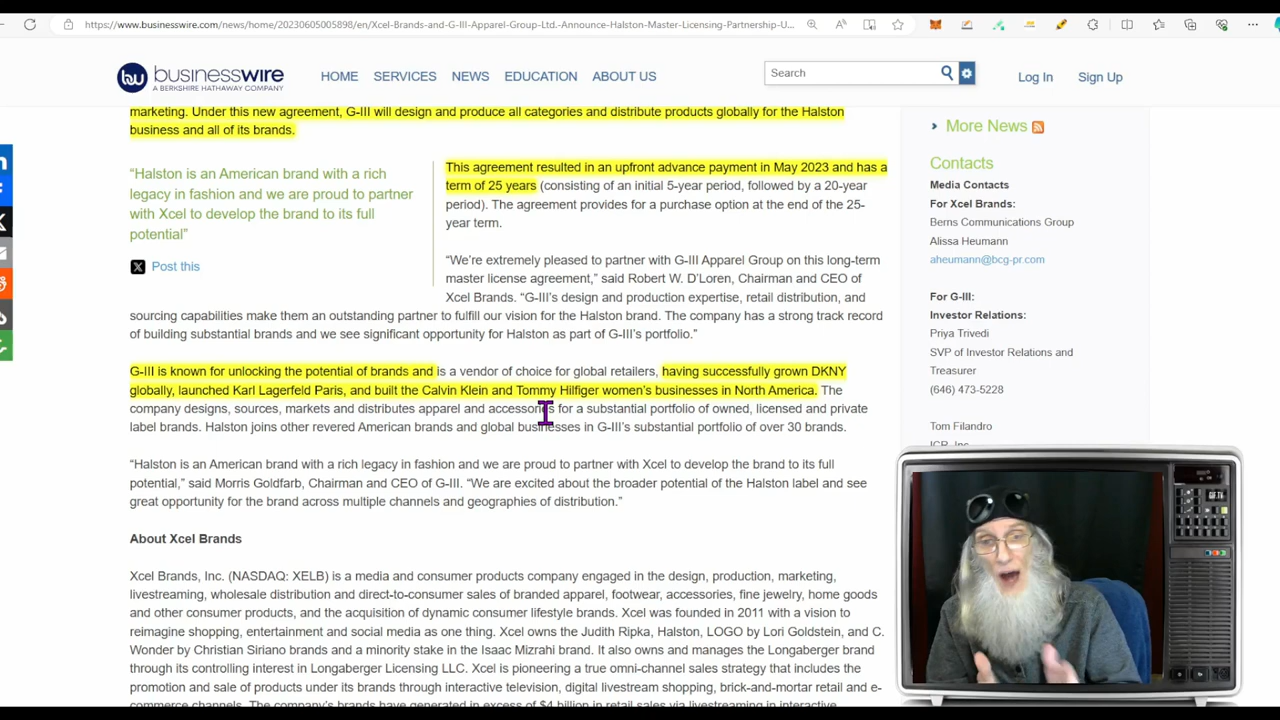 https://www.businesswire.com/news/home/20230605005898/en/Xcel-Brands-and-G-III-Apparel-Group-Ltd.-Announce-Halston-Master-Licensing-Partnership-U...
businesswire
A BERKSHIRE HATHAWAY COMPANY
HOME SERVICES NEWS EDUCATION ABOUT US
Search
Log In Sign Up
marketing. Under this new agreement, G-III will design and produce all categories and distribute products globally for the Halston
business and all of its brands.
“Halston is an American brand with a rich
legacy in fashion and we are proud to partner
with Xcel to develop the brand to its full
potential”
Post this
This agreement resulted in an upfront advance payment in May 2023 and has a
term of 25 years (consisting of an initial 5-year period, followed by a 20-year
period). The agreement provides for a purchase option at the end of the 25-
year term.
“We’re extremely pleased to partner with G-III Apparel Group on this long-term
master license agreement,” said Robert W. D’Loren, Chairman and CEO of
Xcel Brands. “G-III’s design and production expertise, retail distribution, and
sourcing capabilities make them an outstanding partner to fulfill our vision for the Halston brand. The company has a strong track record
of building substantial brands and we see significant opportunity for Halston as part of G-III’s portfolio.”
G-III is known for unlocking the potential of brands and is a vendor of choice for global retailers, having successfully grown DKNY
globally, launched Karl Lagerfeld Paris, and built the Calvin Klein and Tommy Hilfiger women’s businesses in North America. The
company designs, sources, markets and distributes apparel and accessories for a substantial portfolio of owned, licensed and private
label brands. Halston joins other revered American brands and global businesses in G-III’s substantial portfolio of over 30 brands.
“Halston is an American brand with a rich legacy in fashion and we are proud to partner with Xcel to develop the brand to its full
potential,” said Morris Goldfarb, Chairman and CEO of G-III. “We are excited about the broader potential of the Halston label and see
great opportunity for the brand across multiple channels and geographies of distribution.”
About Xcel Brands
Xcel Brands, Inc. (NASDAQ: XELB) is a media and consumer products company engaged in the design, production, marketing,
livestreaming, wholesale distribution and direct-to-consumer sales of branded apparel, footwear, accessories, fine jewelry, home goods
and other consumer products, and the acquisition of dynamic consumer lifestyle brands. Xcel was founded in 2011 with a vision to
reimagine shopping, entertainment and social media as one thing. Xcel owns the Judith Ripka, Halston, LOGO by Lori Goldstein, and C.
Wonder by Christian Siriano brands and a minority stake in the Isaac Mizrahi brand. It also owns and manages the Longaberger brand
through its controlling interest in Longaberger Licensing LLC. Xcel is pioneering a true omni-channel sales strategy that includes the
promotion and sale of products under its brands through interactive television, digital livestream shopping, brick-and-mortar retail and e-
commerce channels. The company’s brands have generated in excess of $4 billion in retail sales via livestreaming in interactive
More News
Contacts
Media Contacts
For Xcel Brands:
Berns Communications Group
Alissa Heumann
aheumann@bcg-pr.com
For G-III:
Investor Relations:
Priya Trivedi
SVP of Investor Relations and
Treasurer
(646) 473-5228
Tom Filandro
ICR, Inc.